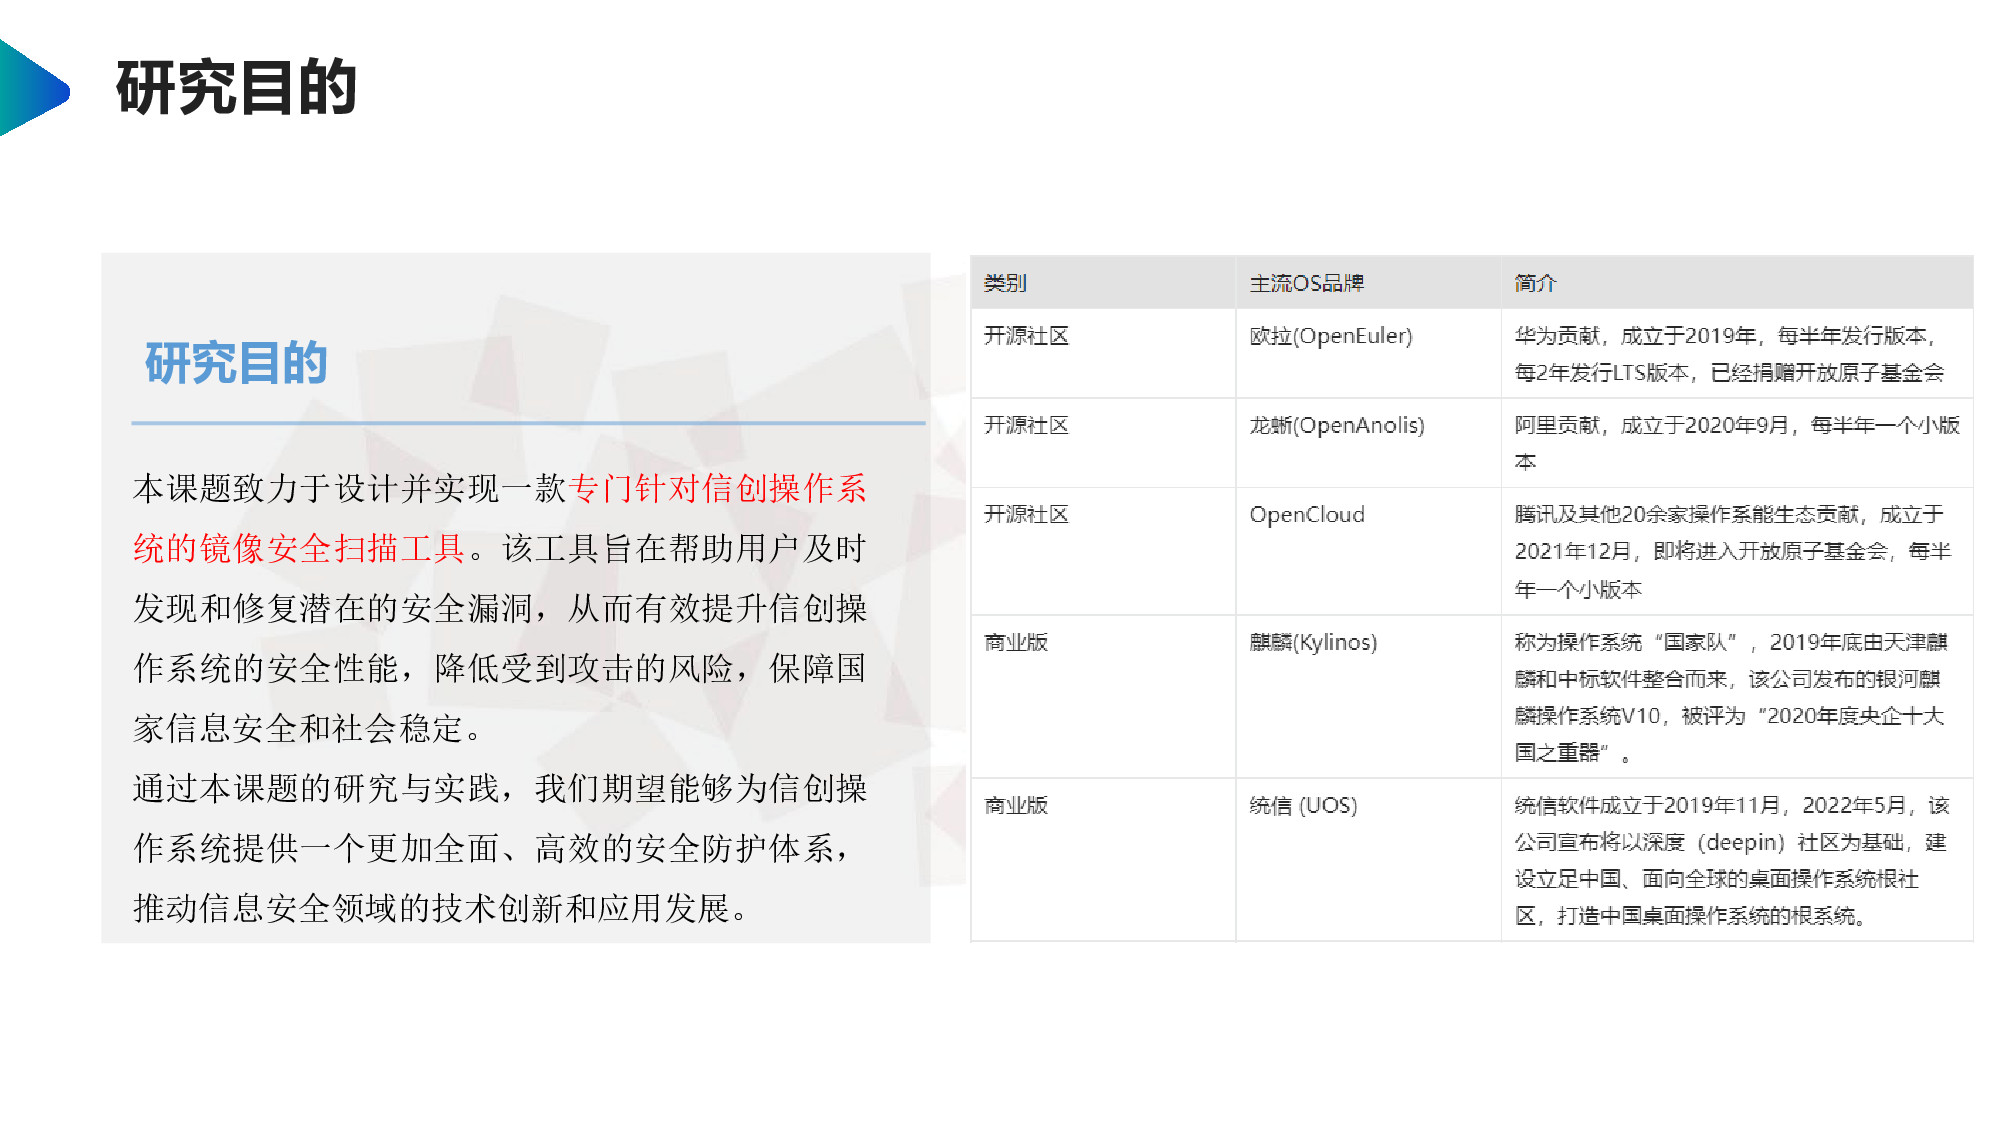 研究目的
研究目的
本课题致力于设计并实现一款专门针对信创操作系
统的镜像安全扫描工具。该工具旨在帮助用户及时
发现和修复潜在的安全漏洞，从而有效提升信创操
作系统的安全性能，降低受到攻击的风险，保障国
家信息安全和社会稳定。
通过本课题的研究与实践，我们期望能够为信创操
作系统提供一个更加全面、高效的安全防护体系，
推动信息安全领域的技术创新和应用发展。
类别 主流OS品牌 简介
开源社区 欧拉(OpenEuler) 华为贡献，成立于2019年，每半年发行版本，
每2年发行LTS版本，已经捐赠开放原子基金会
开源社区 龙蜥(OpenAnolis) 阿里贡献，成立于2020年9月，每半年一个小版
本
开源社区 OpenCloud 腾讯及其他20余家操作系能生态贡献，成立于
2021年12月，即将进入开放原子基金会，每半
年一个小版本
商业版 麒麟(Kylinos) 称为操作系统“国家队”，2019年底由天津麒
麟和中标软件整合而来，该公司发布的银河麒
麟操作系统V10，被评为“2020年度央企十大
国之重器”。
商业版 统信 (UOS) 统信软件成立于2019年11月，2022年5月，该
公司宣布将以深度（deepin）社区为基础，建
设立足中国、面向全球的桌面操作系统根社
区，打造中国桌面操作系统的根系统。